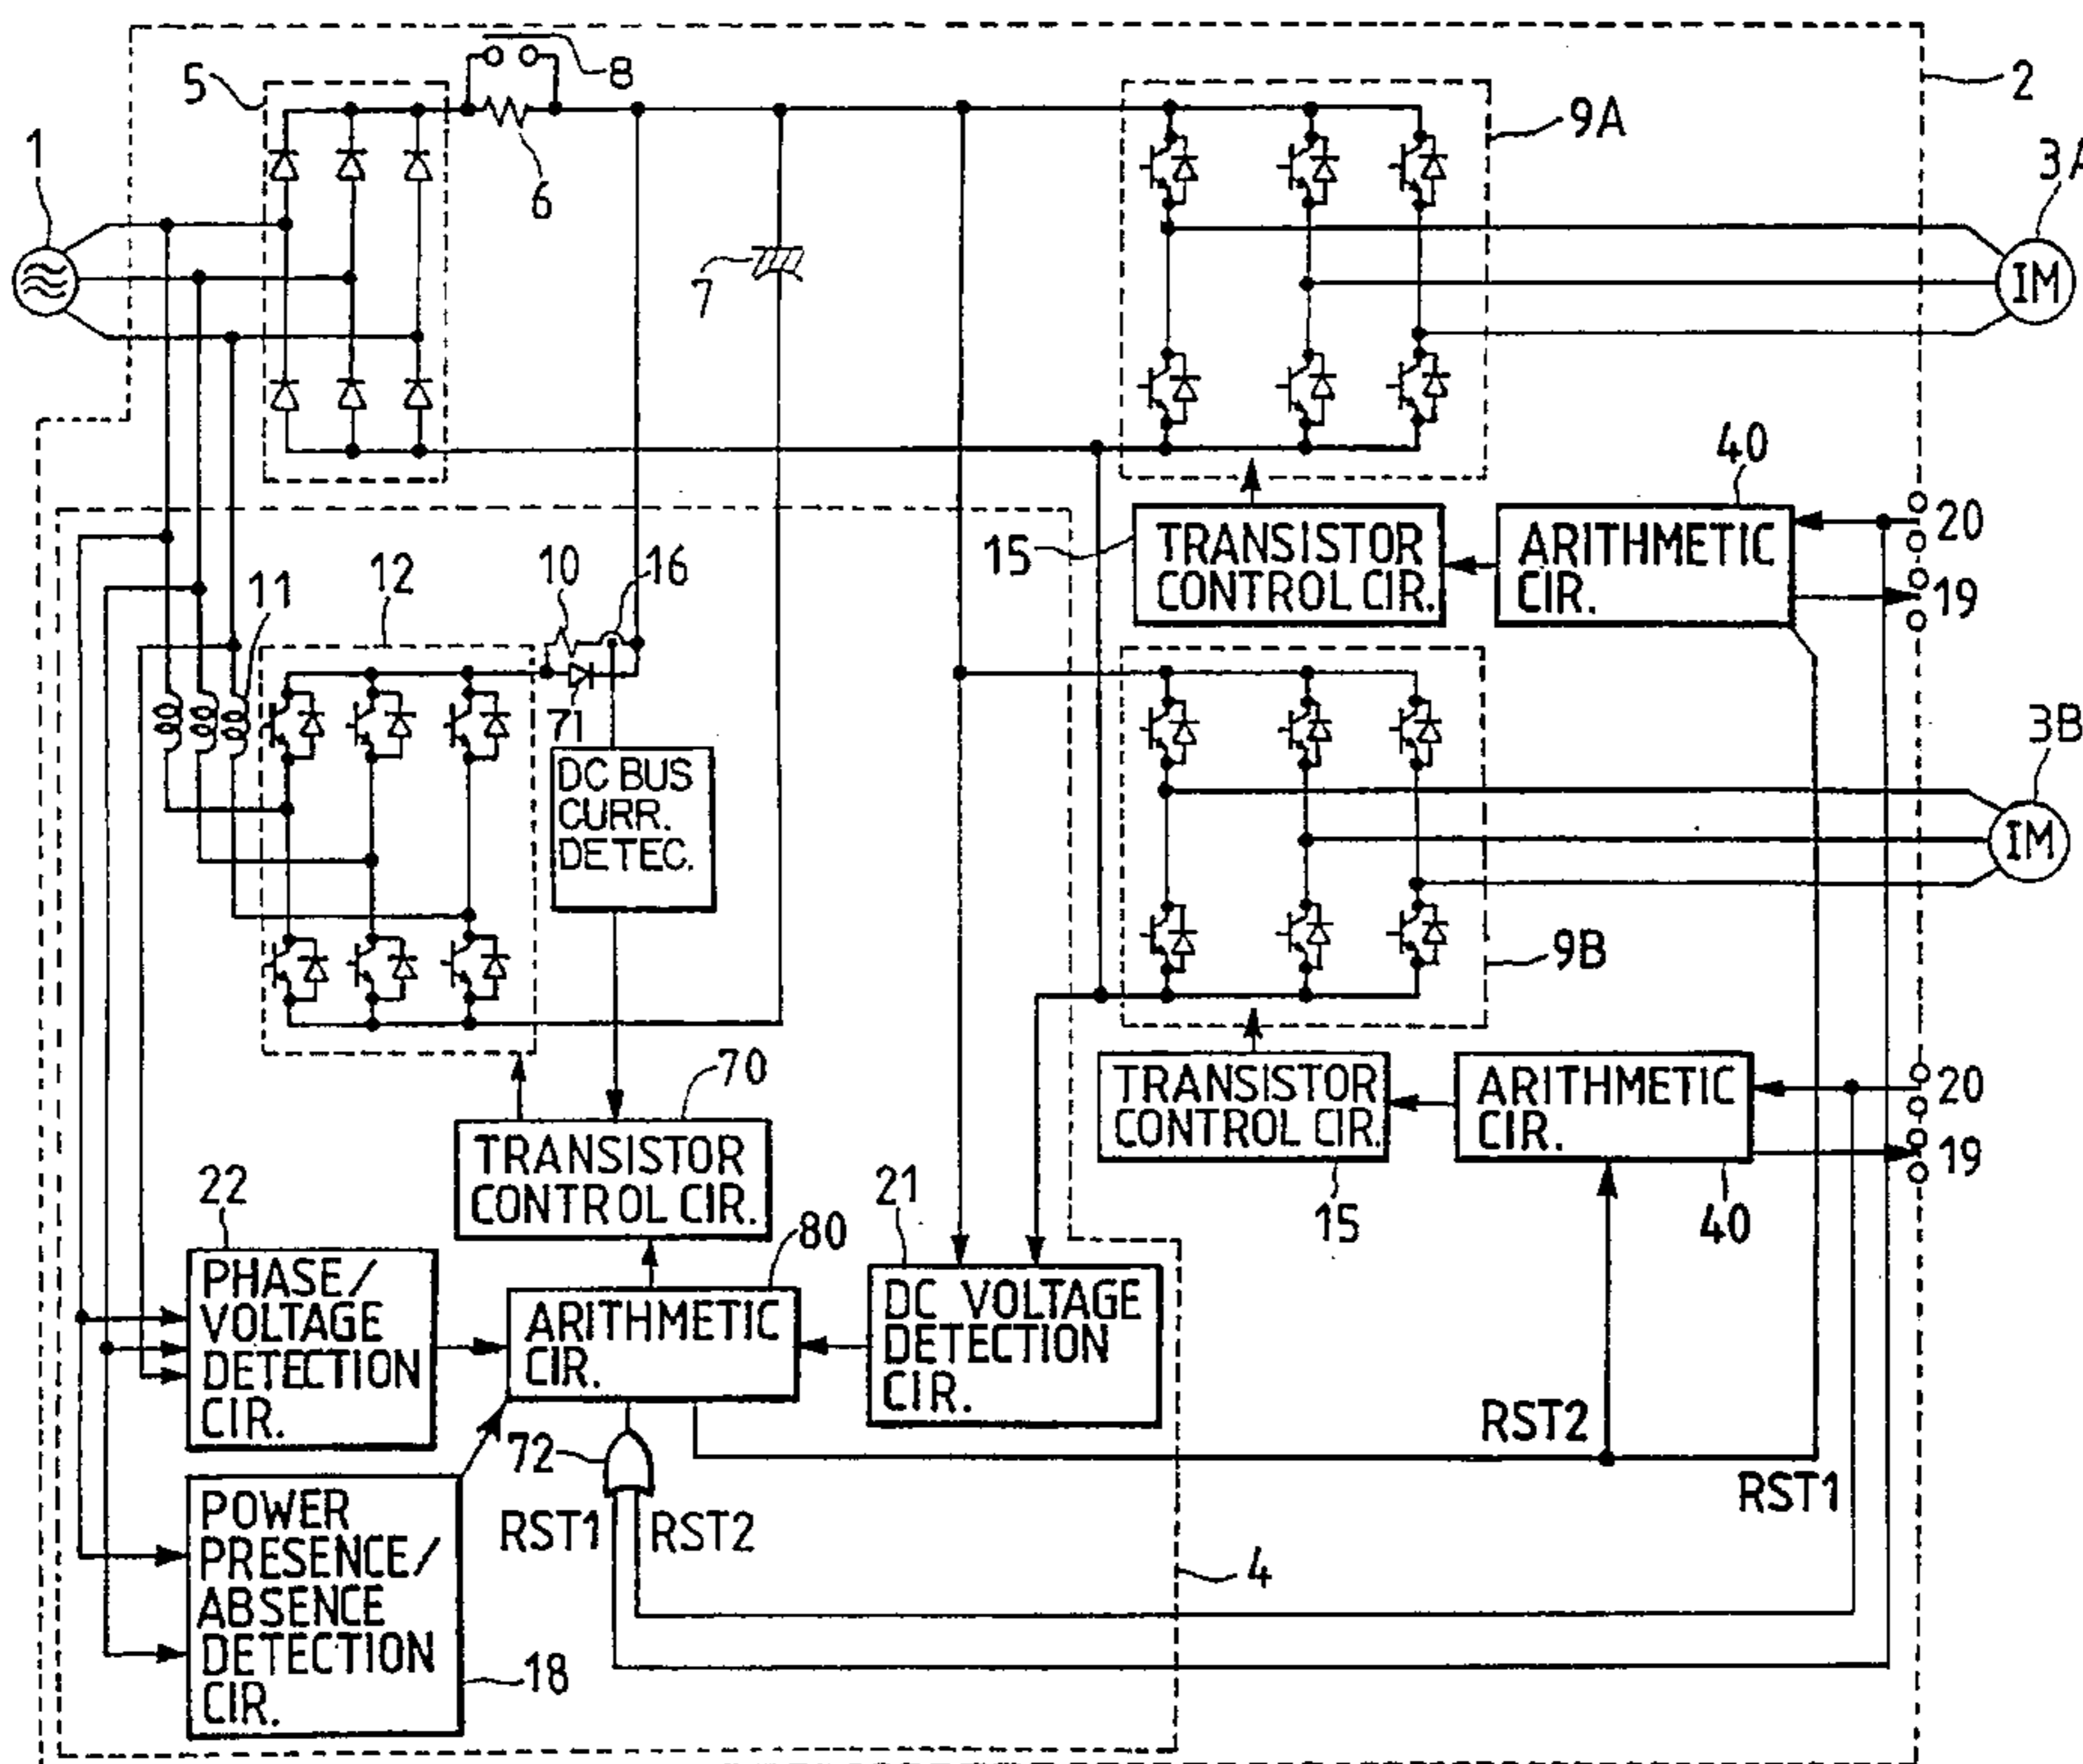 8
5
2
9A
1
6
3A
IM
7
40
20
15
TRANSISTOR
CONTROL CIR.
ARITHMETIC
CIR.
19
10
16
12
11
71
DC BUS
CURR.
DETEC.
3B
IM
9B
70
TRANSISTOR
CONTROL CIR.
ARITHMETIC
CIR.
20
19
TRANSISTOR
CONTROL CIR.
22
21
15
40
80
PHASE/
VOLTAGE
DETECTION
CIR.
ARITHMETIC
CIR.
DC VOLTAGE
DETECTION
CIR.
RST2
72
RST1
POWER
PRESENCE/
ABSENCE
DETECTION
CIR.
RST1
RST2
4
18